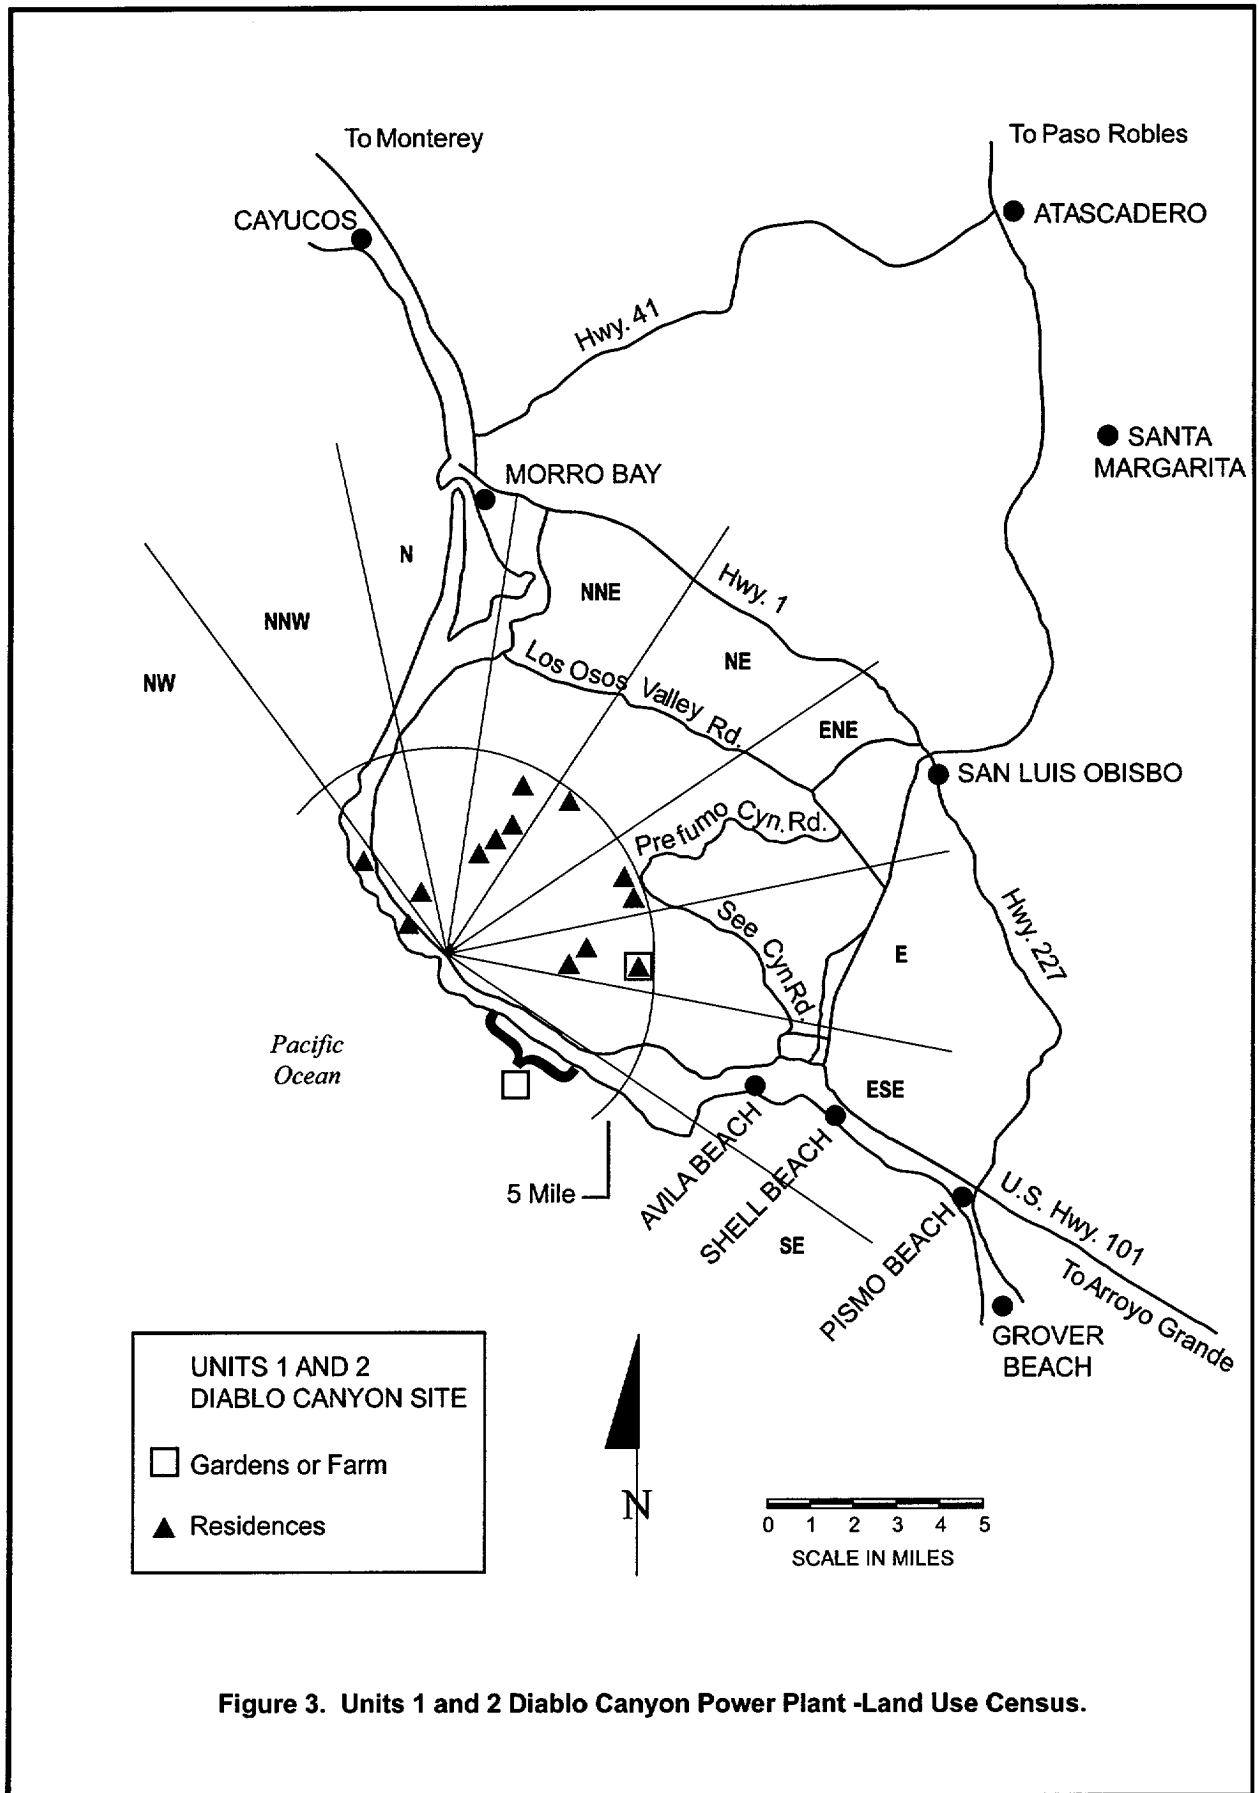 To Monterey
To Paso Robles
CAYUCOS
ATASCADERO
Hwy. 41
SANTA
MARGARITA
MORRO BAY
N
NNE
Hwy. 1
NNW
NE
Los Osos Valley Rd.
NW
ENE
SAN LUIS OBISBO
Prefumo Cyn. Rd.
See Cyn. Rd.
Hwy. 227
E
Pacific
Ocean
ESE
AVILA BEACH
SHELL BEACH
5 Mile
U.S. Hwy. 101
SE
PISMO BEACH
To Arroyo Grande
GROVER
BEACH
UNITS 1 AND 2
DIABLO CANYON SITE
Gardens or Farm
Residences
N
0 1 2 3 4 5
SCALE IN MILES
Figure 3. Units 1 and 2 Diablo Canyon Power Plant -Land Use Census.